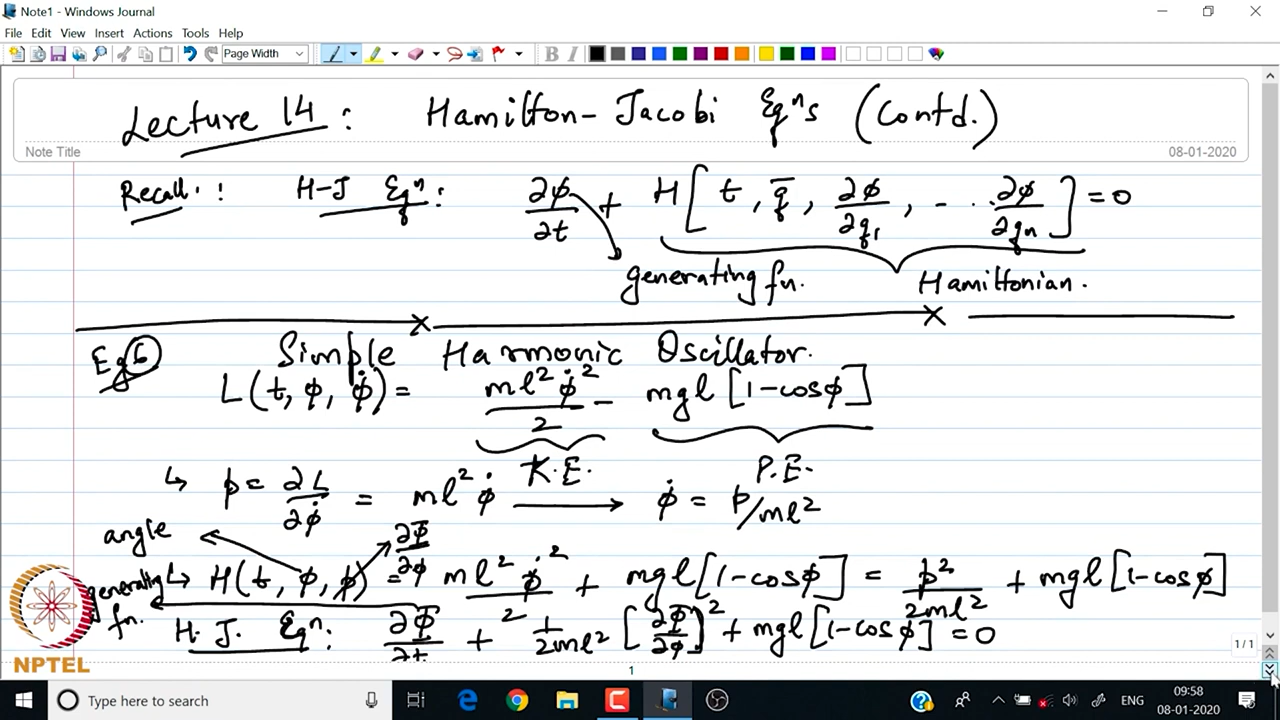 Note1 - Windows Journal
File Edit View Insert Actions Tools Help
Page Width
B I
Lecture 14 : Hamilton-Jacobi Eqⁿs (Contd.)
Note Title
08-01-2020
Recall : H-J Eqⁿ : ∂ϕ/∂t + H[t, q̄, ∂ϕ/∂q₁, - ... ∂ϕ/∂qₙ] = 0
generating fn. Hamiltonian.
Eg 6 Simple Harmonic Oscillator.
L(t, ϕ, ϕ̇) = ml²ϕ̇²/2 - mgl[1-cosϕ]
K.E. P.E.
↳ p = ∂L/∂ϕ̇ = ml²ϕ̇ → ϕ̇ = p/ml²
angle ∂Φ/∂ϕ
↳ H(t, ϕ, p) = ml²ϕ̇²/2 + mgl[1-cosϕ] = p²/2ml² + mgl[1-cosϕ]
generating fn.
H.J. Eqⁿ: ∂Φ/∂t + 1/2ml² [∂Φ/∂ϕ]² + mgl[1-cosϕ] = 0
NPTEL
1
1/1
Type here to search
ENG
09:58
08-01-2020